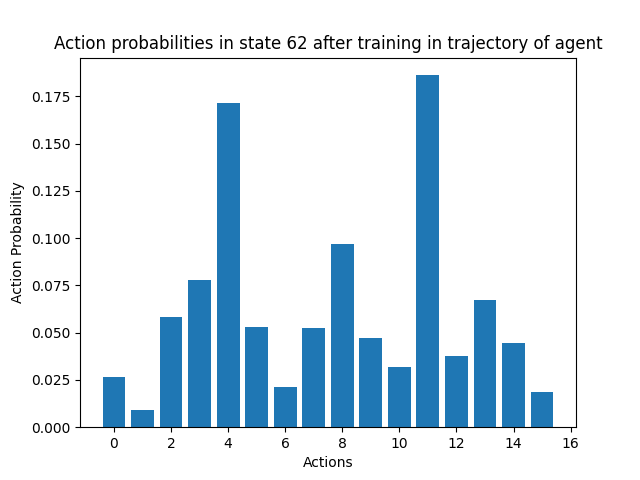 Action probabilities in state 62 after training in trajectory of agent
Action Probability
0.175
0.150
0.125
0.100
0.075
0.050
0.025
0.000
0 2 4 6 8 10 12 14 16
Actions